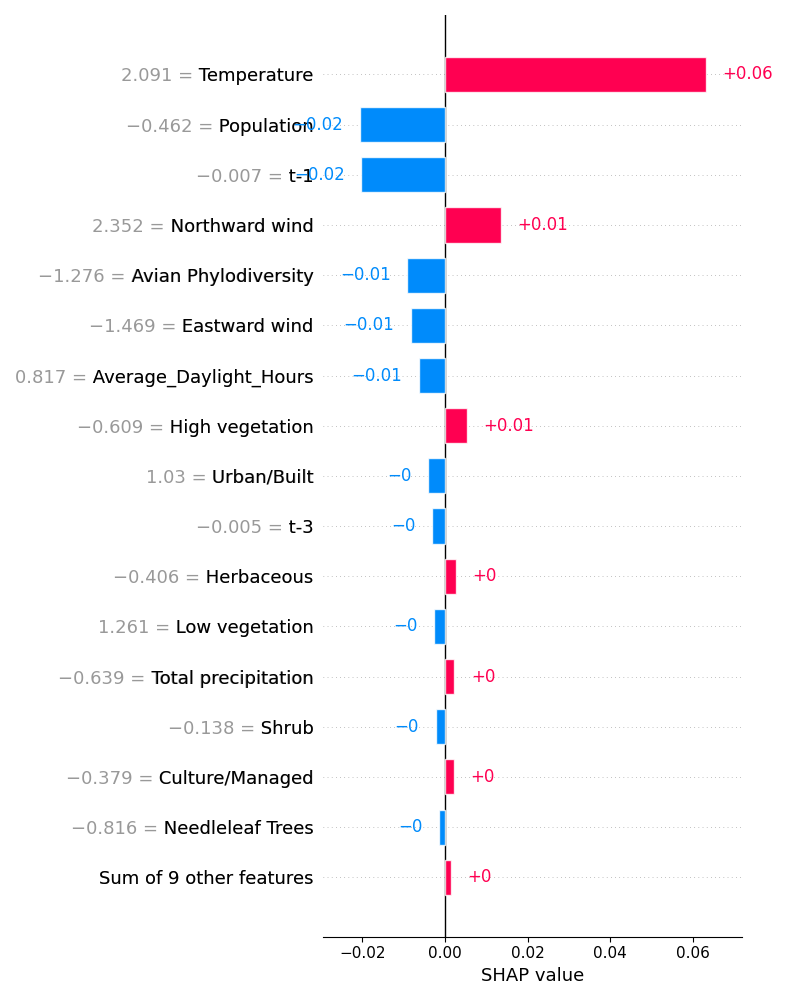 2.091 = Temperature +0.06
−0.462 = Population −0.02
−0.007 = t-1 −0.02
2.352 = Northward wind +0.01
−1.276 = Avian Phylodiversity −0.01
−1.469 = Eastward wind −0.01
0.817 = Average_Daylight_Hours −0.01
−0.609 = High vegetation +0.01
1.03 = Urban/Built −0
−0.005 = t-3 −0
−0.406 = Herbaceous +0
1.261 = Low vegetation −0
−0.639 = Total precipitation +0
−0.138 = Shrub −0
−0.379 = Culture/Managed +0
−0.816 = Needleleaf Trees −0
Sum of 9 other features +0
−0.02 0.00 0.02 0.04 0.06
SHAP value